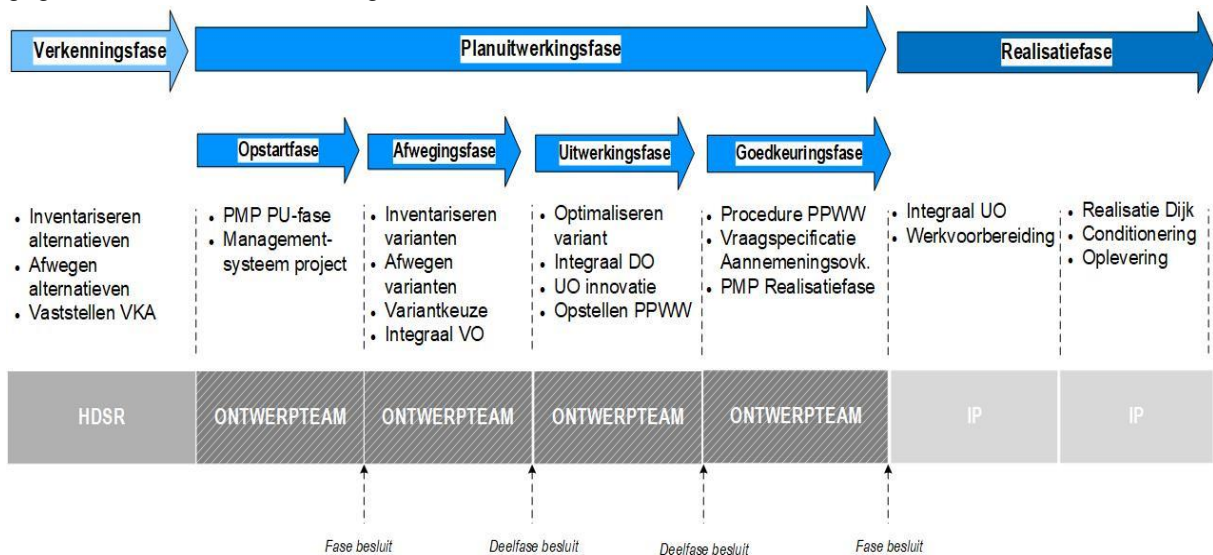 Verkenningsfase
Planuitwerkingsfase
Realisatiefase
Opstartfase
Afwegingsfase
Uitwerkingsfase
Goedkeuringsfase
• Inventariseren
alternatieven
• Afwegen
alternatieven
• Vaststellen VKA
• PMP PU-fase
• Management-
systeem project
• Inventariseren
varianten
• Afwegen
varianten
• Variantkeuze
• Integraal VO
• Optimaliseren
variant
• Integraal DO
• UO innovatie
• Opstellen PPWW
• Procedure PPWW
• Vraagspecificatie
Aannemeningsovk.
• PMP Realisatiefase
• Integraal UO
• Werkvoorbereiding
• Realisatie Dijk
• Conditionering
• Oplevering
HDSR
ONTWERPTEAM
ONTWERPTEAM
ONTWERPTEAM
ONTWERPTEAM
IP
IP
Fase besluit
Deelfase besluit
Deelfase besluit
Fase besluit